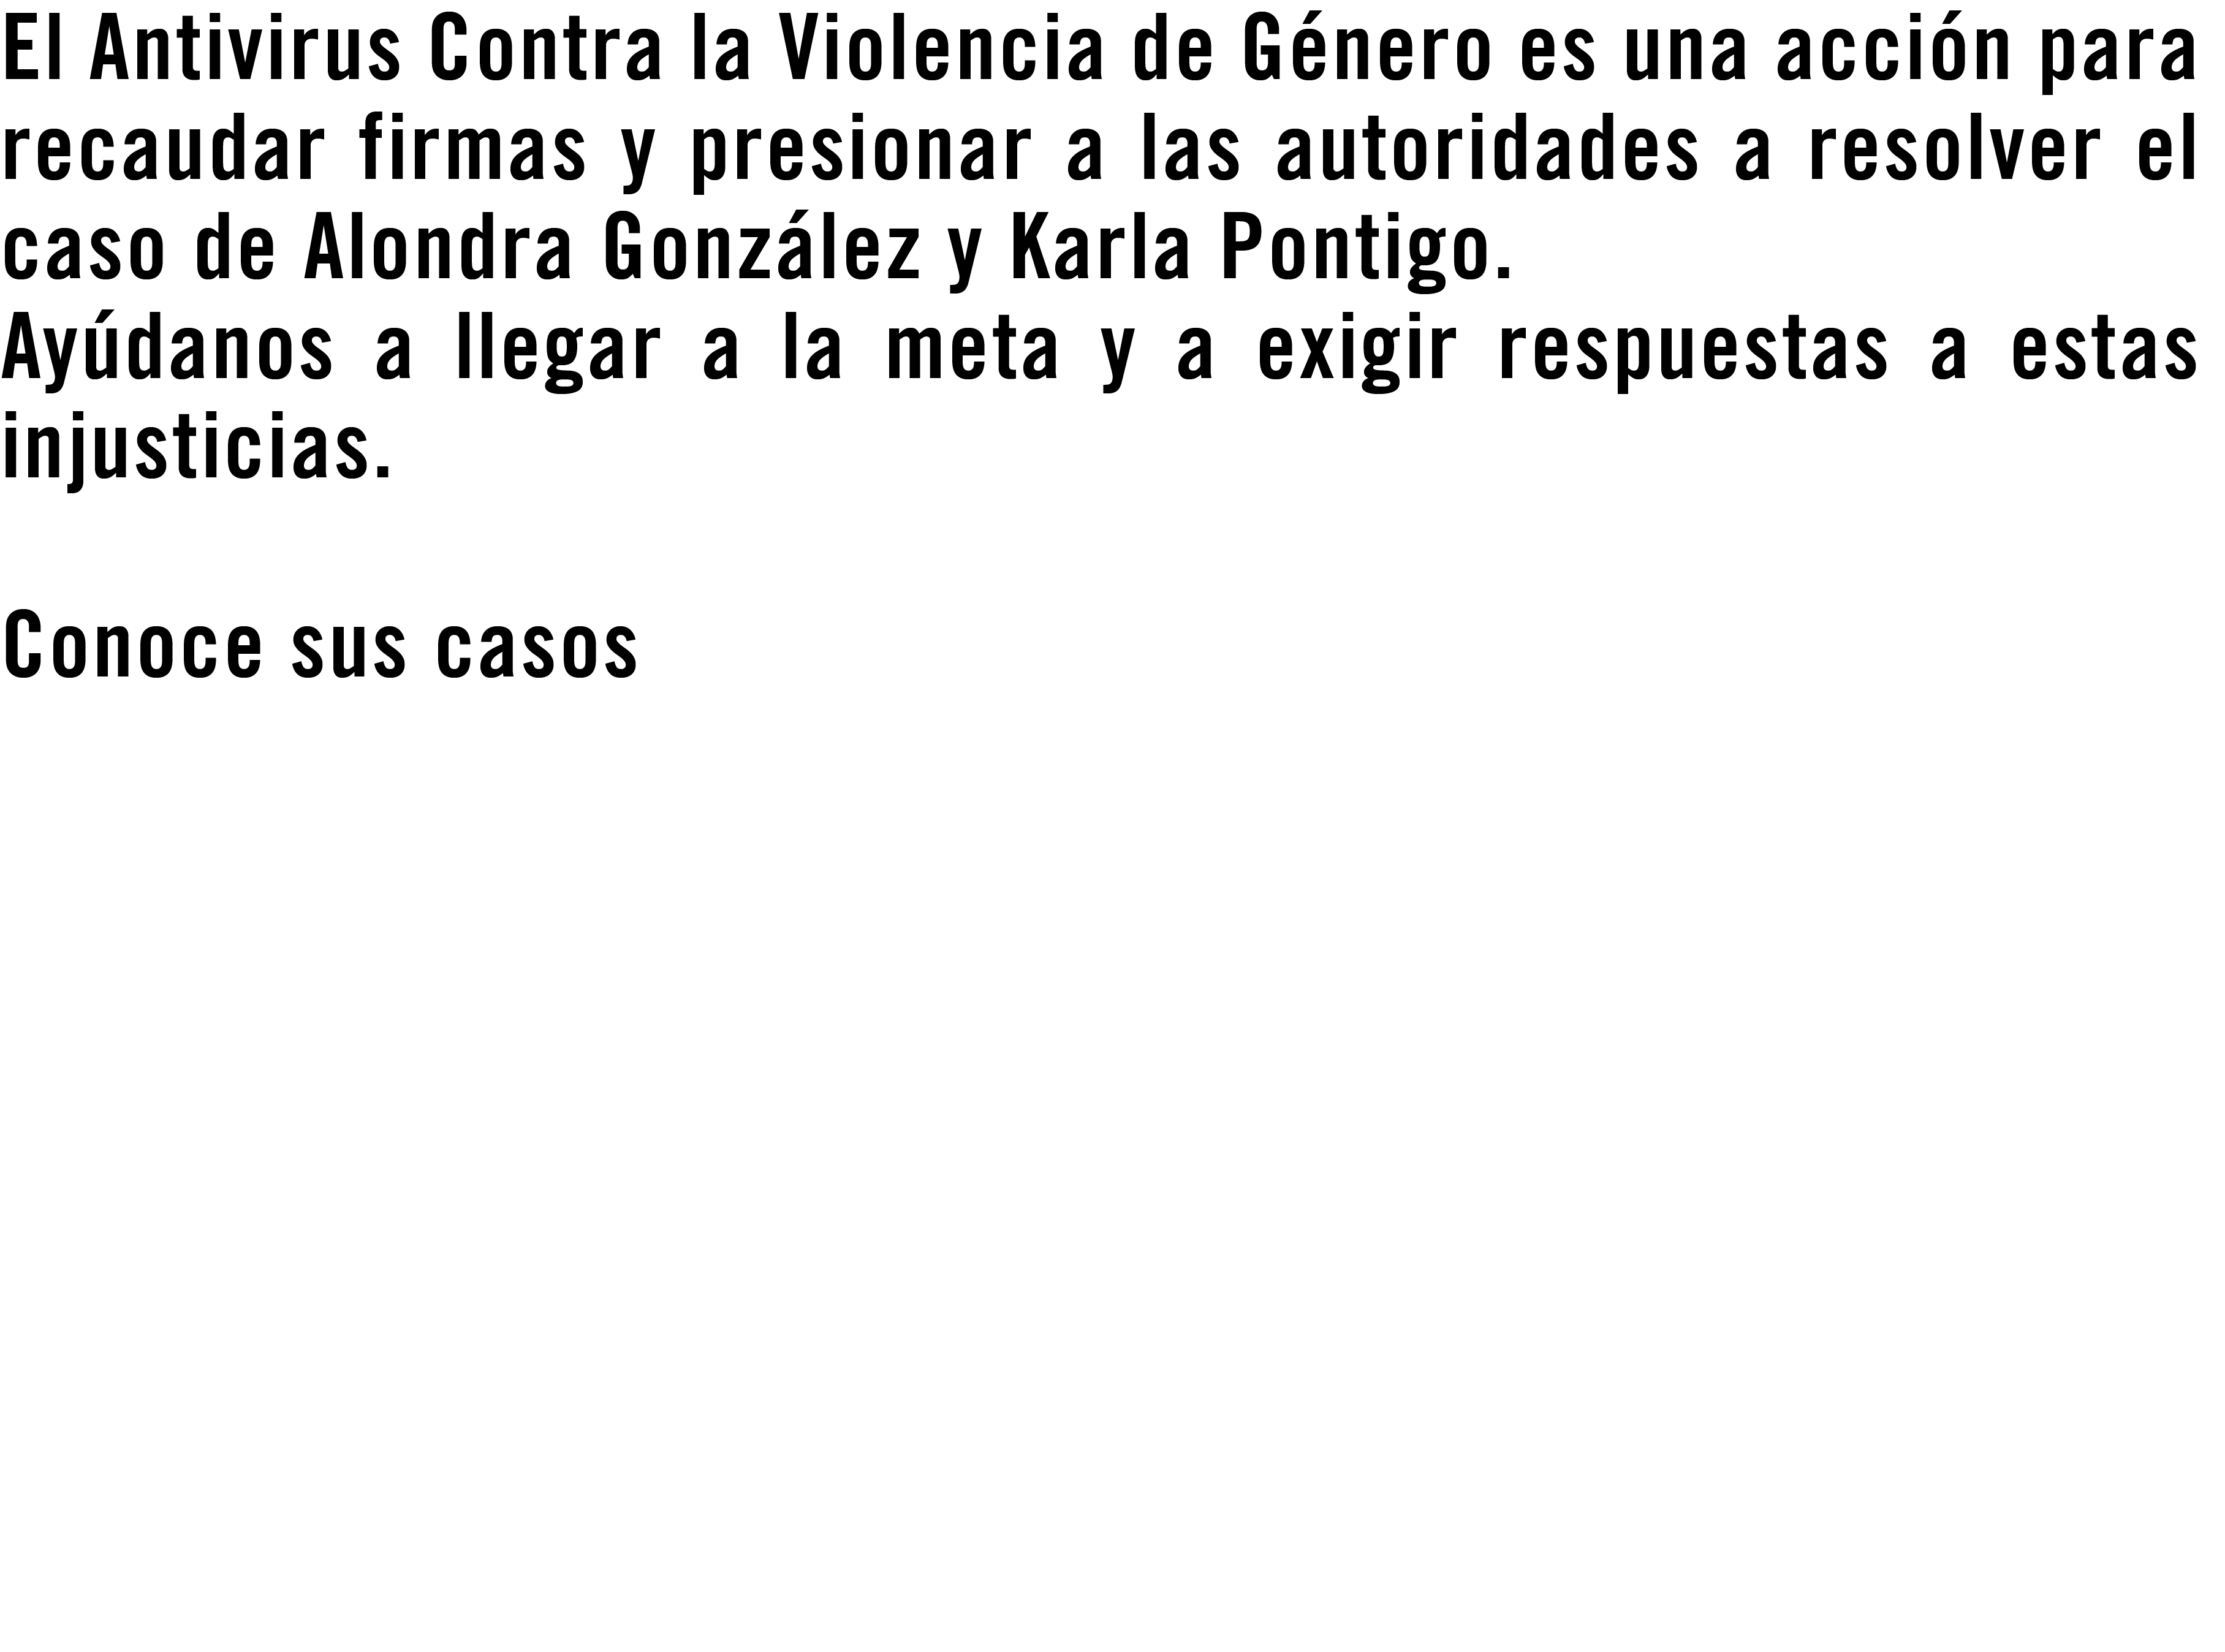 El Antivirus Contra la Violencia de Género es una acción para
recaudar firmas y presionar a las autoridades a resolver el
caso de Alondra González y Karla Pontigo.
Ayúdanos a llegar a la meta y a exigir respuestas a estas
injusticias.
Conoce sus casos